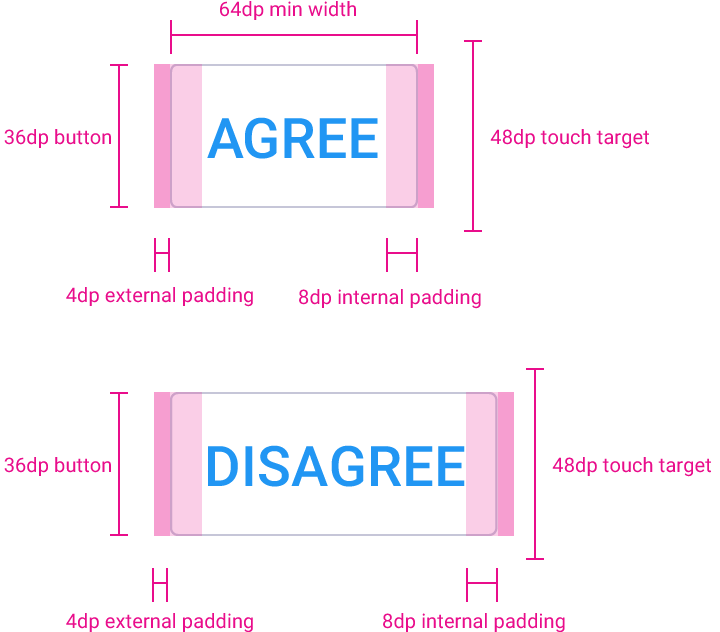 64dp min width
36dp button
AGREE
48dp touch target
4dp external padding
8dp internal padding
36dp button
DISAGREE
48dp touch target
4dp external padding
8dp internal padding